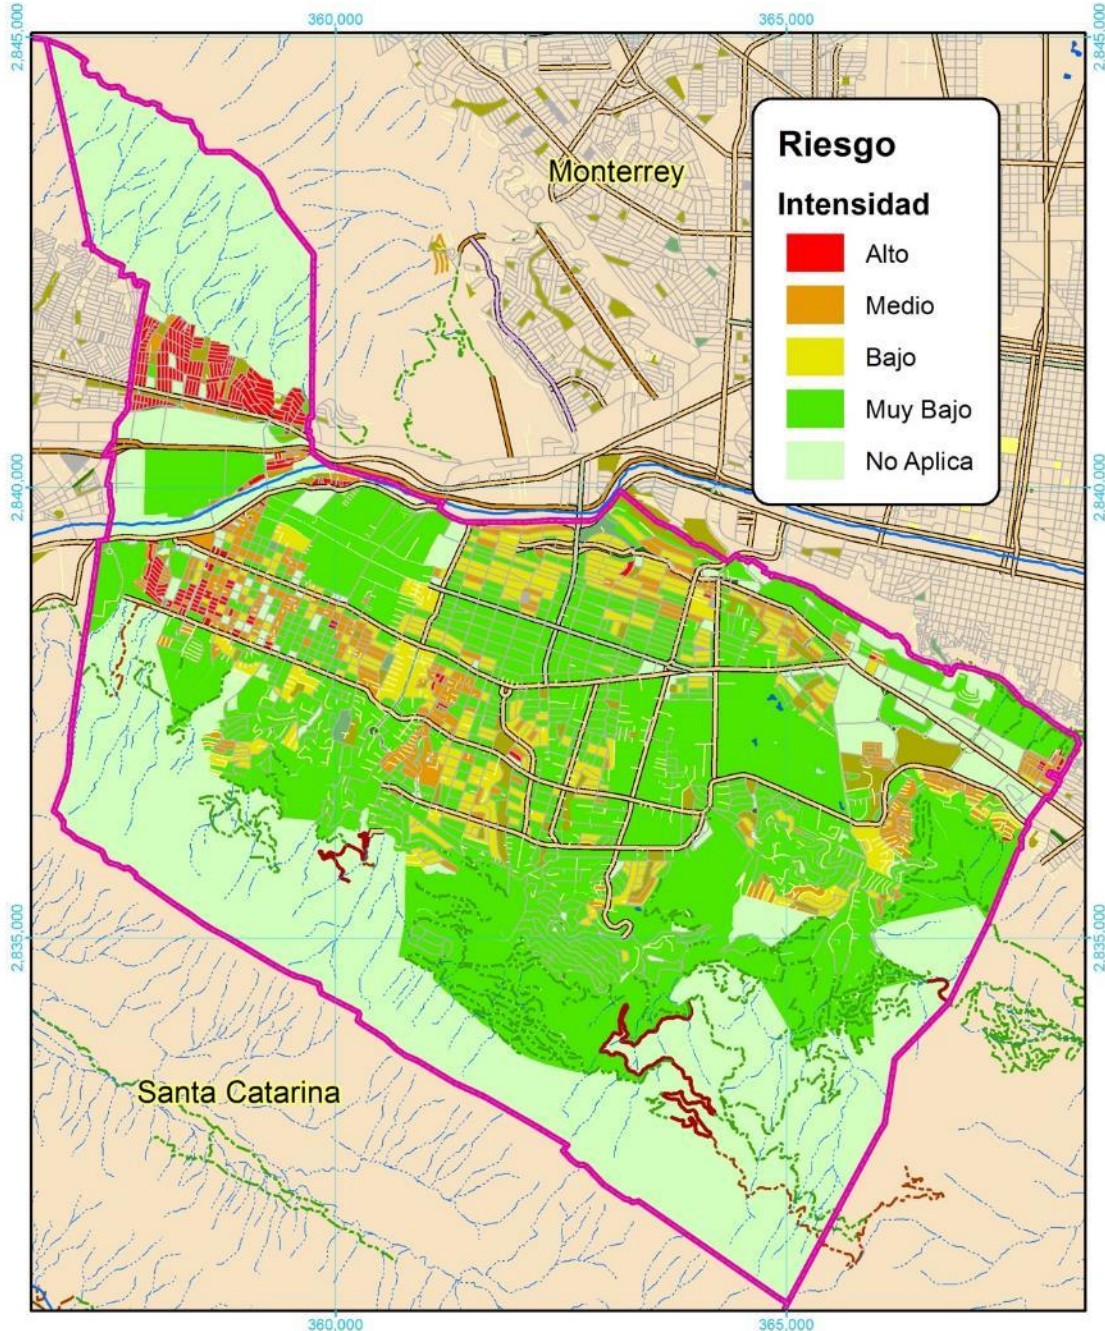 360,000
365,000
2,845,000
2,845,000
Riesgo
Monterrey
Intensidad
Alto
Medio
Bajo
Muy Bajo
No Aplica
2,840,000
2,840,000
2,835,000
2,835,000
Santa Catarina
360,000
365,000